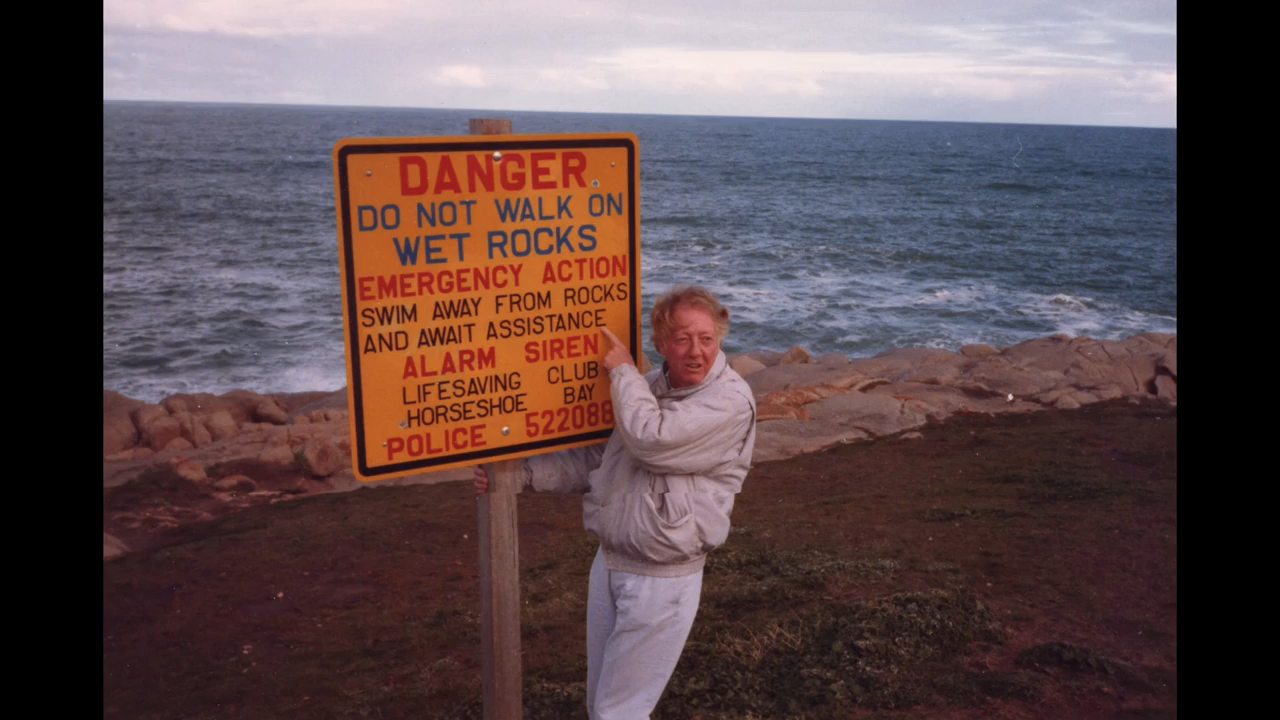 DANGER
DO NOT WALK ON
WET ROCKS
EMERGENCY ACTION
SWIM AWAY FROM ROCKS
AND AWAIT ASSISTANCE
ALARM SIREN
LIFESAVING CLUB
HORSESHOE BAY
POLICE 522088